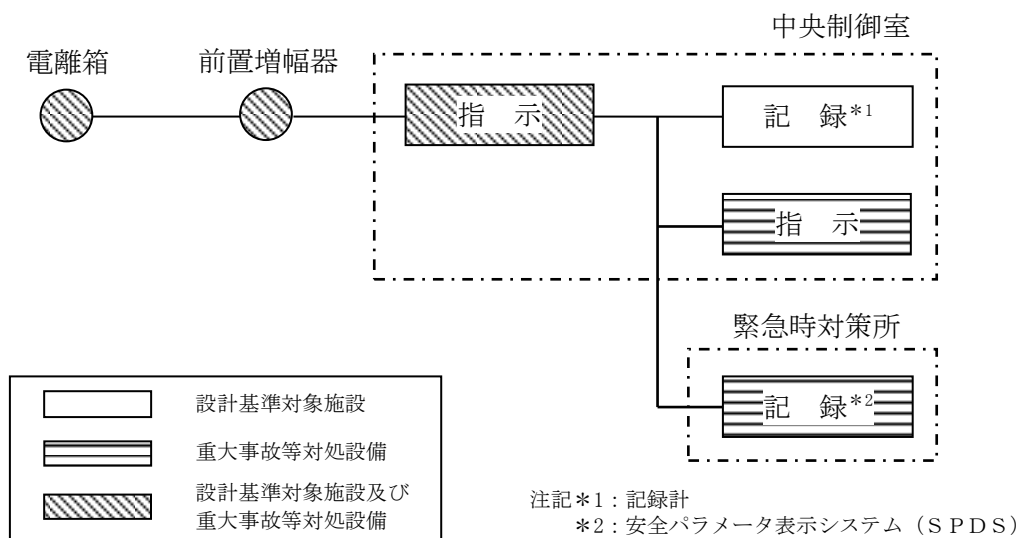 中央制御室
電離箱
前置増幅器
指 示
記 録*1
指 示
緊急時対策所
記 録*2
設計基準対象施設
重大事故等対処設備
設計基準対象施設及び
重大事故等対処設備
注記*1：記録計
*2：安全パラメータ表示システム（ＳＰＤＳ）